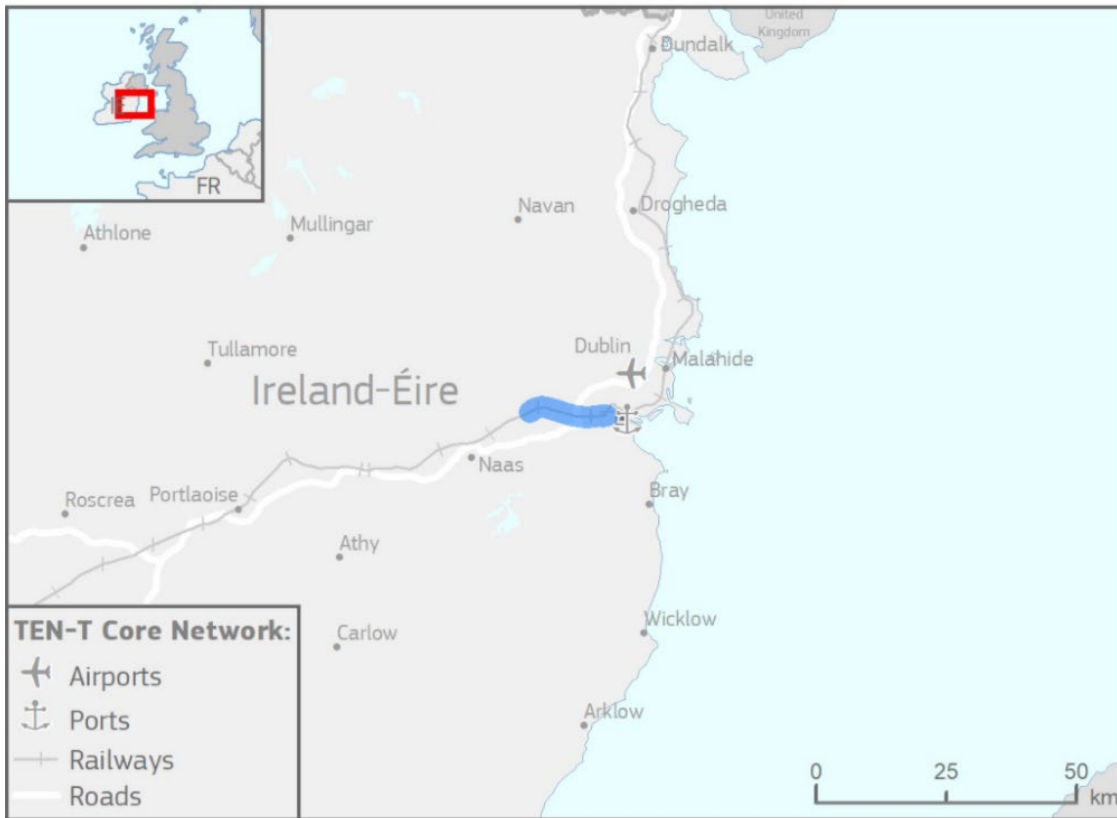 United
Kingdom
Dundalk
IE
FR
Navan
Drogheda
Athlone
Mullingar
Dublin
Malahide
Tullamore
Ireland-Éire
Naas
Portlaoise
Roscrea
Bray
Athy
Wicklow
Carlow
Arklow
TEN-T Core Network:
Airports
Ports
Railways
Roads
0 25 50
km